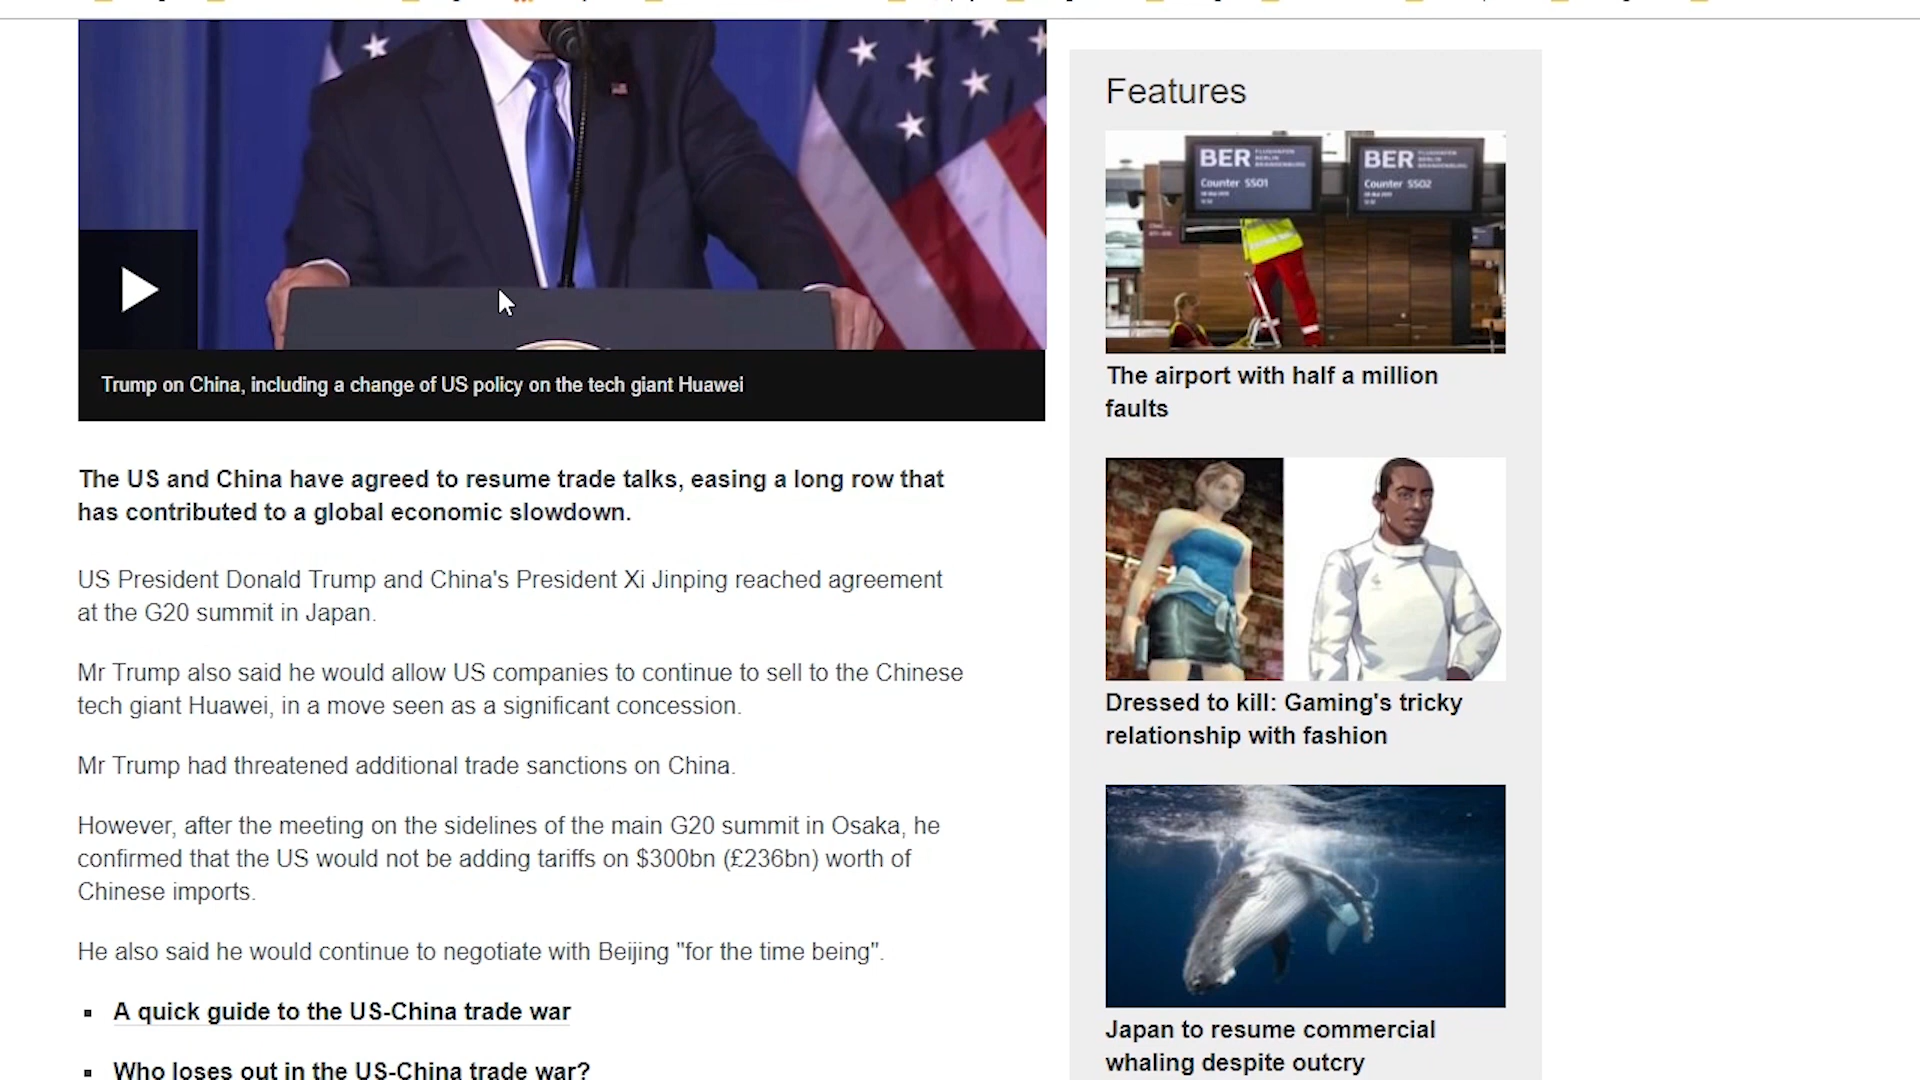 Trump on China, including a change of US policy on the tech giant Huawei
The US and China have agreed to resume trade talks, easing a long row that
has contributed to a global economic slowdown.
US President Donald Trump and China's President Xi Jinping reached agreement
at the G20 summit in Japan.
Mr Trump also said he would allow US companies to continue to sell to the Chinese
tech giant Huawei, in a move seen as a significant concession.
Mr Trump had threatened additional trade sanctions on China.
However, after the meeting on the sidelines of the main G20 summit in Osaka, he
confirmed that the US would not be adding tariffs on $300bn (£236bn) worth of
Chinese imports.
He also said he would continue to negotiate with Beijing "for the time being".
A quick guide to the US-China trade war
Who loses out in the US-China trade war?
Features
BER FLUGHAFEN
BERLIN
BRANDENBURG
Counter SS01
BER FLUGHAFEN
BERLIN
BRANDENBURG
Counter SS02
The airport with half a million
faults
Dressed to kill: Gaming's tricky
relationship with fashion
Japan to resume commercial
whaling despite outcry